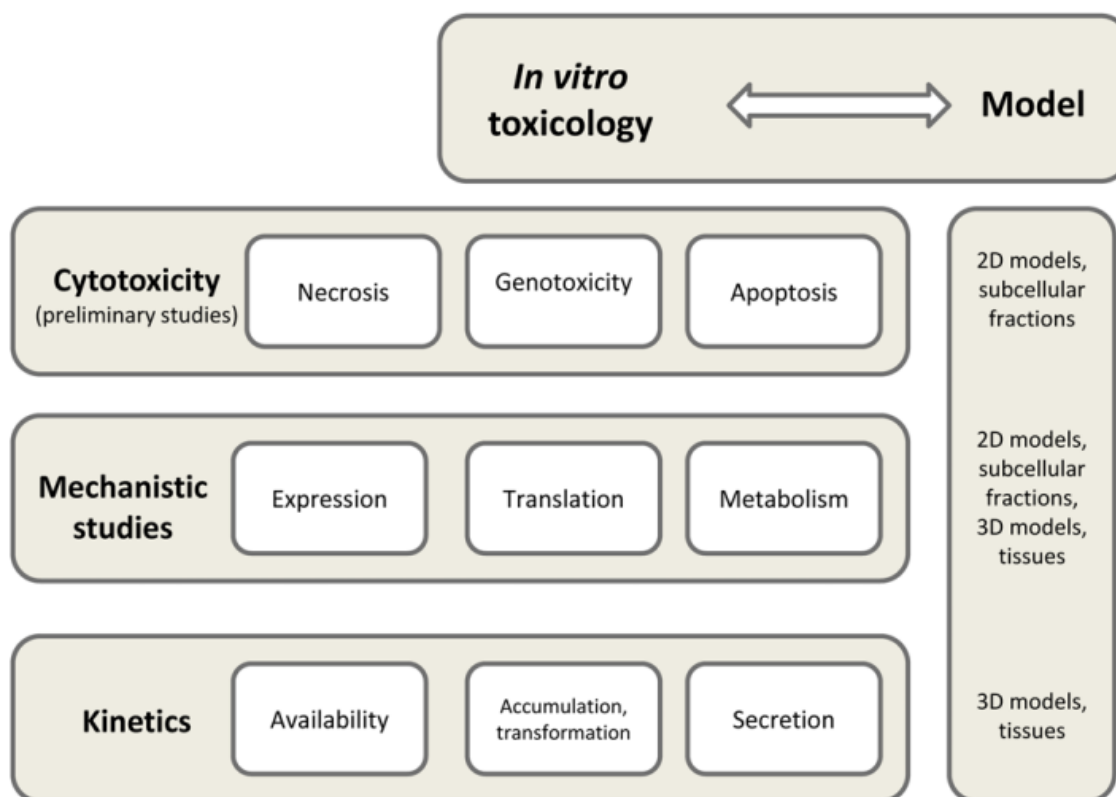 In vitro
toxicology
Model
Cytotoxicity
(preliminary studies)
Necrosis
Genotoxicity
Apoptosis
2D models,
subcellular
fractions
Mechanistic
studies
Expression
Translation
Metabolism
2D models,
subcellular
fractions,
3D models,
tissues
Kinetics
Availability
Accumulation,
transformation
Secretion
3D models,
tissues